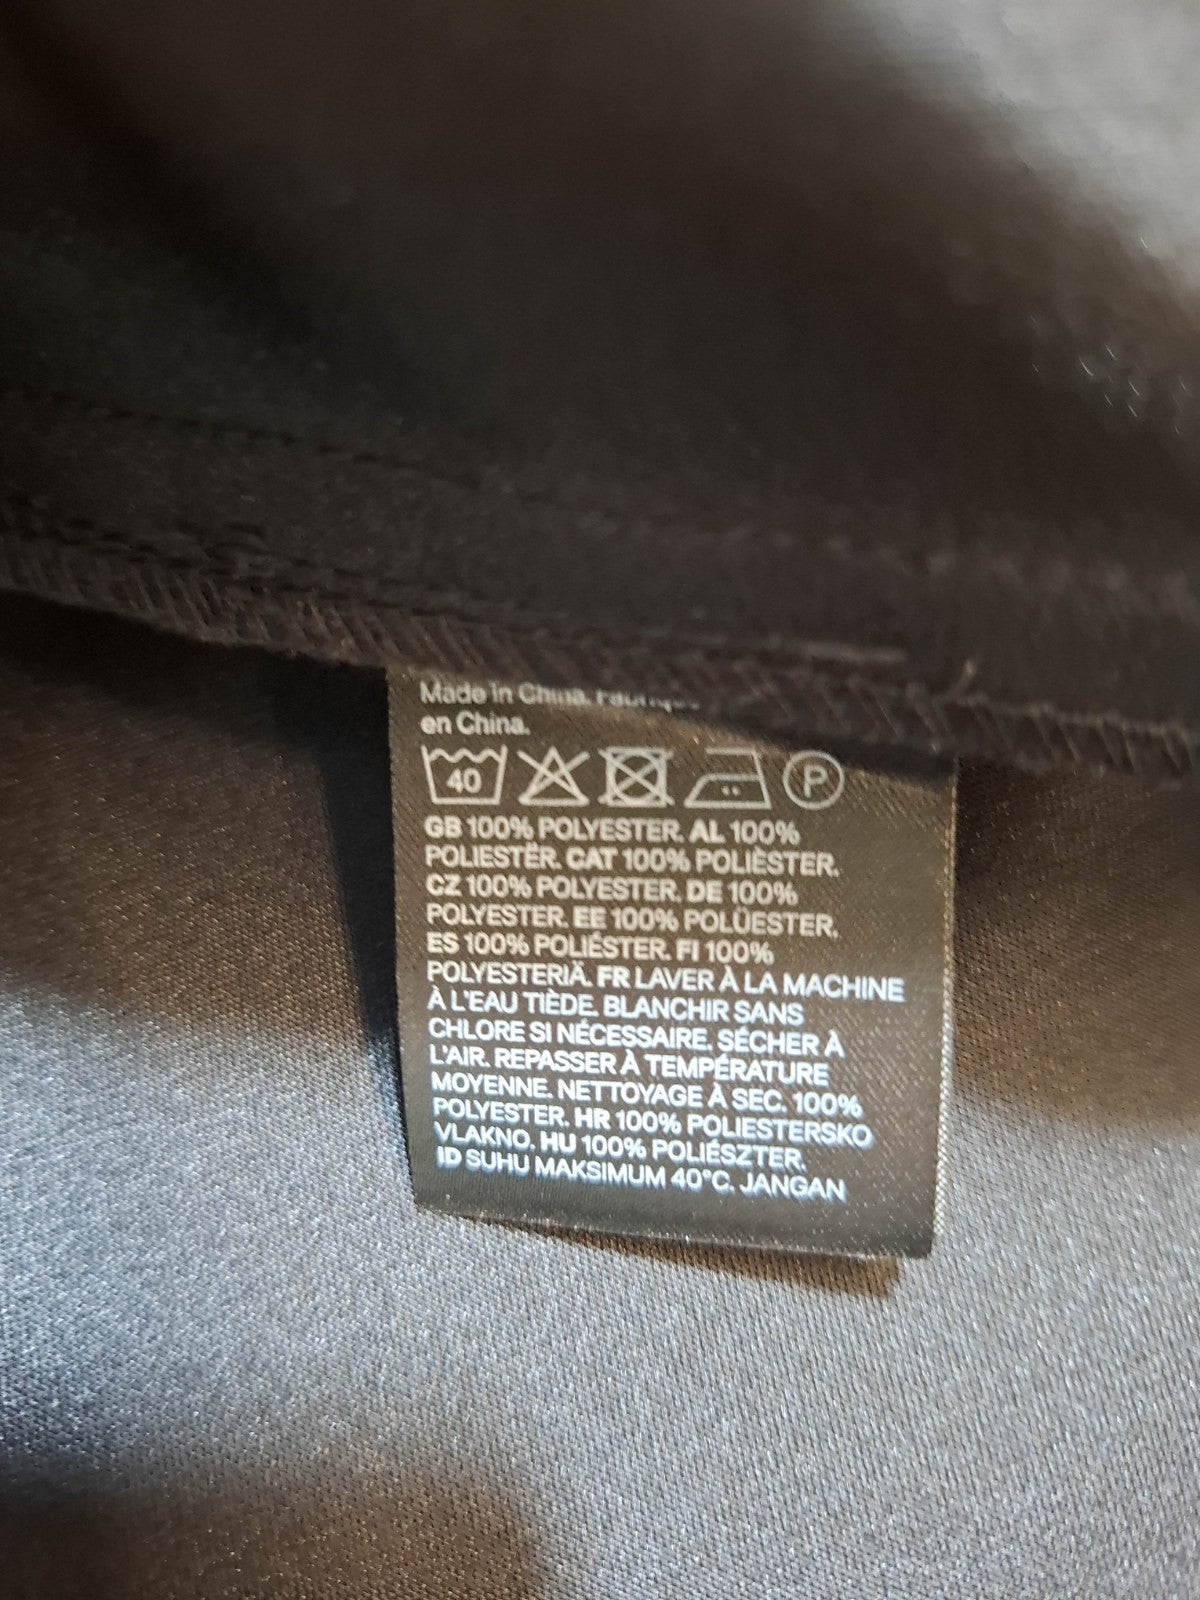 Made in China. Fabriqué
en China.
40 P
GB 100% POLYESTER. AL 100%
POLIESTËR. CAT 100% POLIÈSTER.
CZ 100% POLYESTER. DE 100%
POLYESTER. EE 100% POLÜESTER.
ES 100% POLIÉSTER. FI 100%
POLYESTERIÄ. FR LAVER À LA MACHINE
À L'EAU TIÈDE. BLANCHIR SANS
CHLORE SI NÉCESSAIRE. SÉCHER À
L'AIR. REPASSER À TEMPÉRATURE
MOYENNE. NETTOYAGE À SEC. 100%
POLYESTER. HR 100% POLIESTERSKO
VLAKNO. HU 100% POLIÉSZTER.
ID SUHU MAKSIMUM 40°C. JANGAN